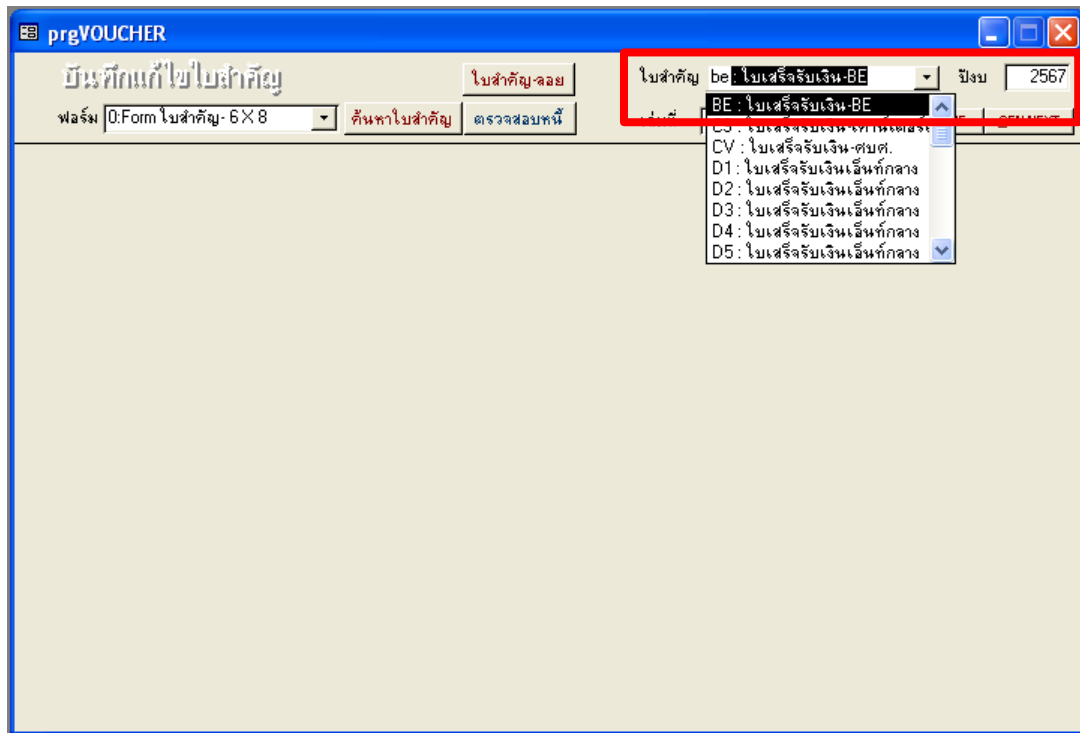 prgVOUCHER
บันทึกแก้ไขใบสำคัญ
ใบสำคัญ-ลอย
ใบสำคัญ be : ใบเสร็จรับเงิน-BE ปีงบ 2567
ฟอร์ม 0:Form ใบสำคัญ- 6 X 8 ค้นหาใบสำคัญ ตรวจสอบหนี้
BE : ใบเสร็จรับเงิน-BE
CV : ใบเสร็จรับเงิน-ศบศ.
D1 : ใบเสร็จรับเงินเอ็นท์กลาง
D2 : ใบเสร็จรับเงินเอ็นท์กลาง
D3 : ใบเสร็จรับเงินเอ็นท์กลาง
D4 : ใบเสร็จรับเงินเอ็นท์กลาง
D5 : ใบเสร็จรับเงินเอ็นท์กลาง